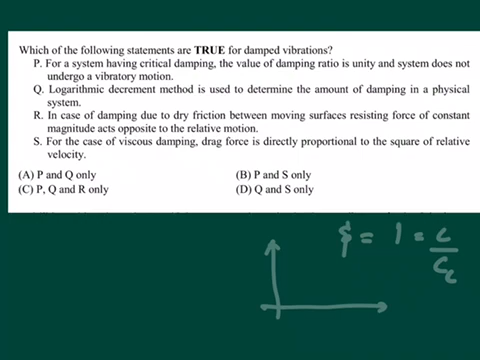 Which of the following statements are TRUE for damped vibrations?
P. For a system having critical damping, the value of damping ratio is unity and system does not
undergo a vibratory motion.
Q. Logarithmic decrement method is used to determine the amount of damping in a physical
system.
R. In case of damping due to dry friction between moving surfaces resisting force of constant
magnitude acts opposite to the relative motion.
S. For the case of viscous damping, drag force is directly proportional to the square of relative
velocity.
(A) P and Q only (B) P and S only
(C) P, Q and R only (D) Q and S only
ξ = 1 = c/c_c